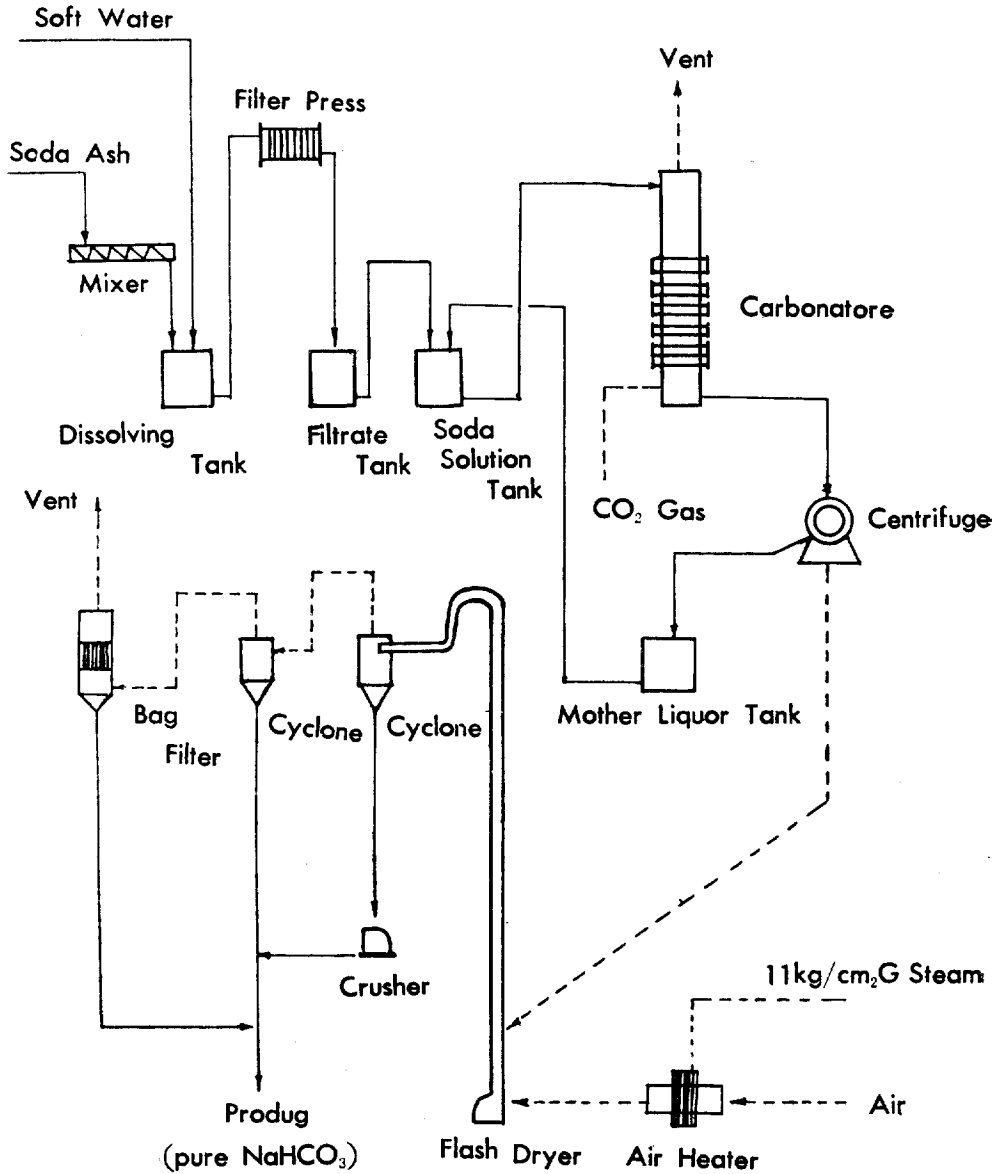 Soft Water
Vent
Filter Press
Soda Ash
Mixer
Carbonatore
Dissolving
Tank
Filtrate
Tank
Soda
Solution
Tank
CO₂ Gas
Centrifuge
Vent
Mother Liquor Tank
Bag
Filter
Cyclone
Cyclone
Crusher
11kg/cm₂G Steam
Air
Produg
(pure NaHCO₃)
Flash Dryer
Air Heater